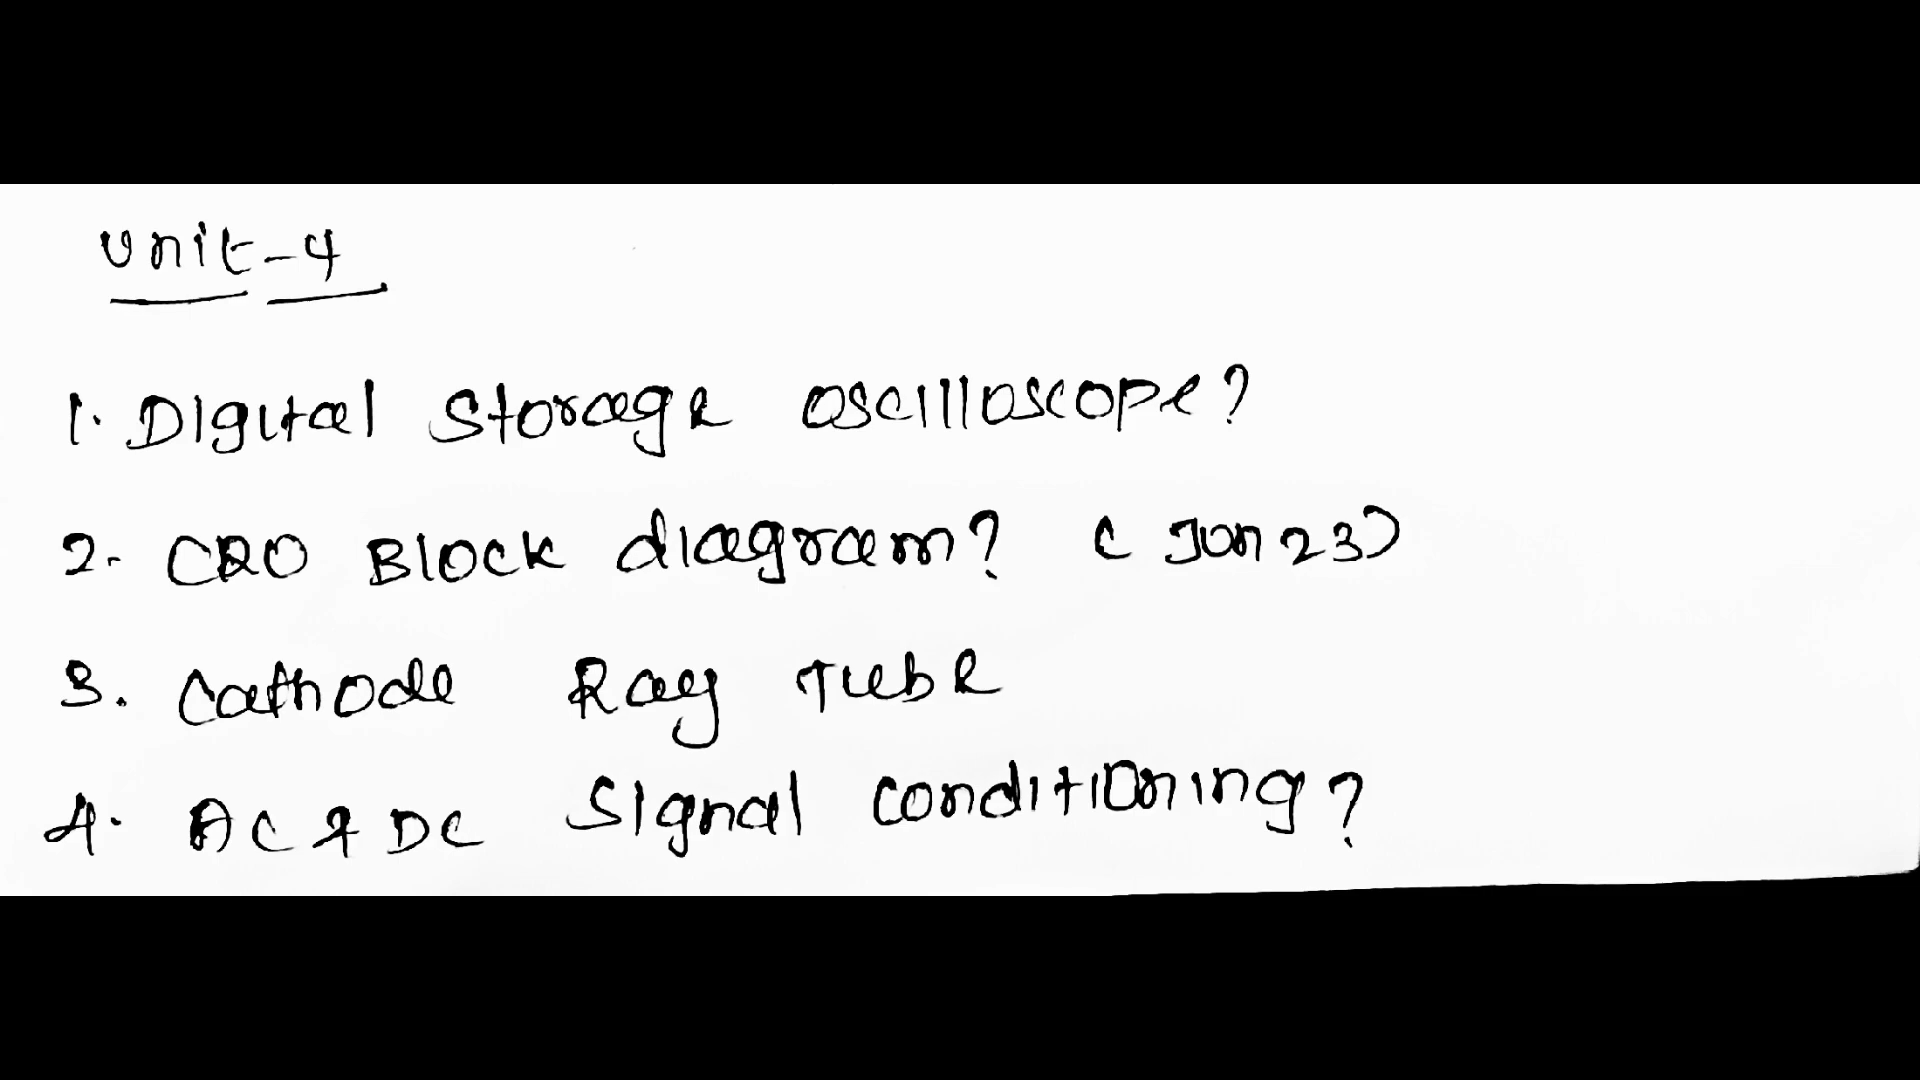 Unit-4
1. Digital storage oscilloscope?
2. CRO Block diagram? (Jun 23)
3. Cathode Ray Tube
4. AC & DC Signal conditioning?